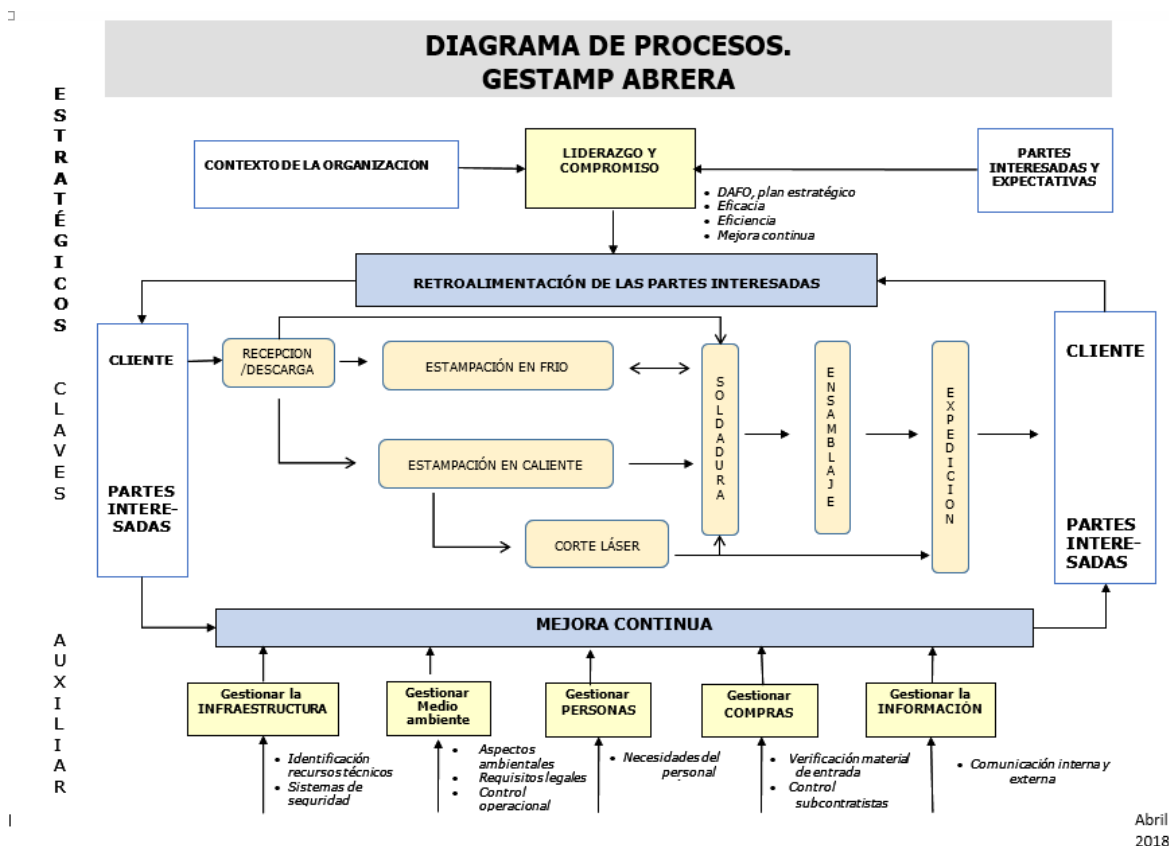 DIAGRAMA DE PROCESOS.
GESTAMP ABRERA
ESTRATÉGICOS
CONTEXTO DE LA ORGANIZACION
LIDERAZGO Y
COMPROMISO
PARTES
INTERESADAS Y
EXPECTATIVAS
• DAFO, plan estratégico
• Eficacia
• Eficiencia
• Mejora continua
RETROALIMENTACIÓN DE LAS PARTES INTERESADAS
CLAVES
CLIENTE
PARTES
INTERE-
SADAS
RECEPCION
/DESCARGA
ESTAMPACIÓN EN FRIO
ESTAMPACIÓN EN CALIENTE
CORTE LÁSER
SOLDADURA
ENSAMBLAJE
EXPEDICION
CLIENTE
PARTES
INTERE-
SADAS
AUXILIAR
MEJORA CONTINUA
Gestionar la
INFRAESTRUCTURA
Gestionar
Medio
ambiente
Gestionar
PERSONAS
Gestionar
COMPRAS
Gestionar la
INFORMACIÓN
• Identificación
recursos técnicos
• Sistemas de
seguridad
• Aspectos
ambientales
• Requisitos legales
• Control
operacional
• Necesidades del
personal
• Verificación material
de entrada
• Control
subcontratistas
• Comunicación interna y
externa
Abril
2018